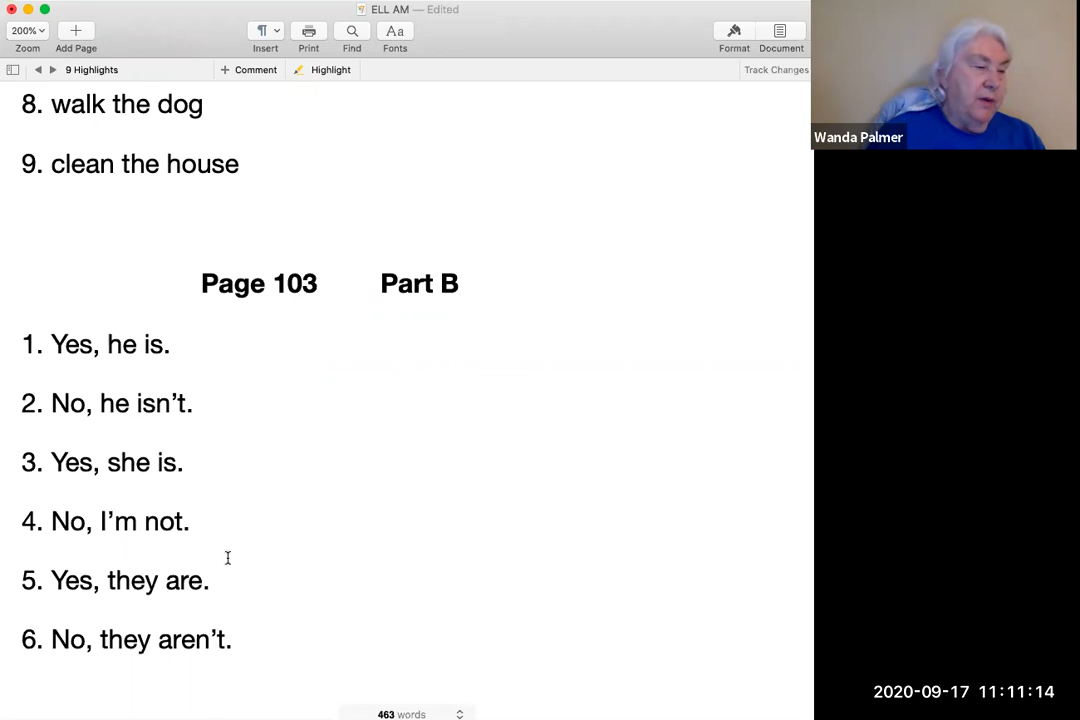 ELL AM — Edited
200%
Zoom
Add Page
Insert
Print
Find
Fonts
Format
Document
9 Highlights
Comment
Highlight
Track Changes
8. walk the dog
9. clean the house
Page 103 Part B
1. Yes, he is.
2. No, he isn’t.
3. Yes, she is.
4. No, I’m not.
5. Yes, they are.
6. No, they aren’t.
463 words
Wanda Palmer
2020-09-17 11:11:14